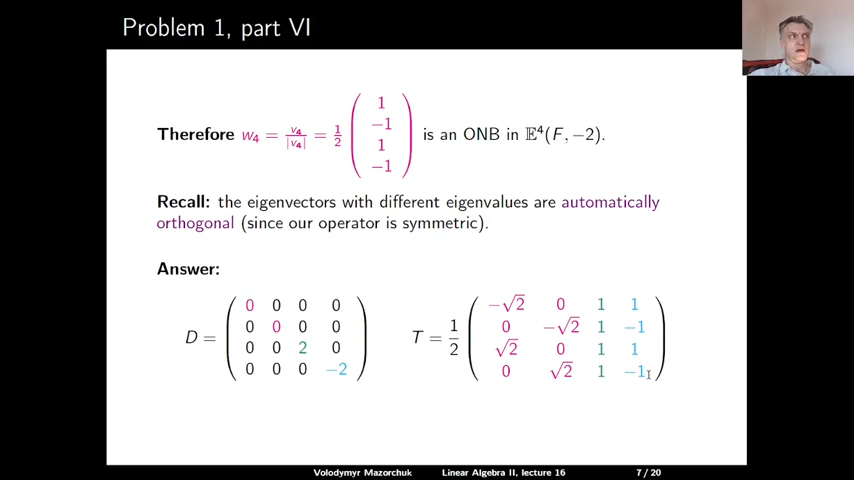 Problem 1, part VI
Therefore w₄ = v₄/|v₄| = 1/2 ( 1 −1 1 −1 ) is an ONB in 𝔼⁴(F, −2).
Recall: the eigenvectors with different eigenvalues are automatically
orthogonal (since our operator is symmetric).
Answer:
D = ( 0 0 0 0
0 0 0 0
0 0 2 0
0 0 0 −2 )
T = 1/2 ( −√2 0 1 1
0 −√2 1 −1
√2 0 1 1
0 √2 1 −1 )
Volodymyr Mazorchuk Linear Algebra II, lecture 16 7 / 20